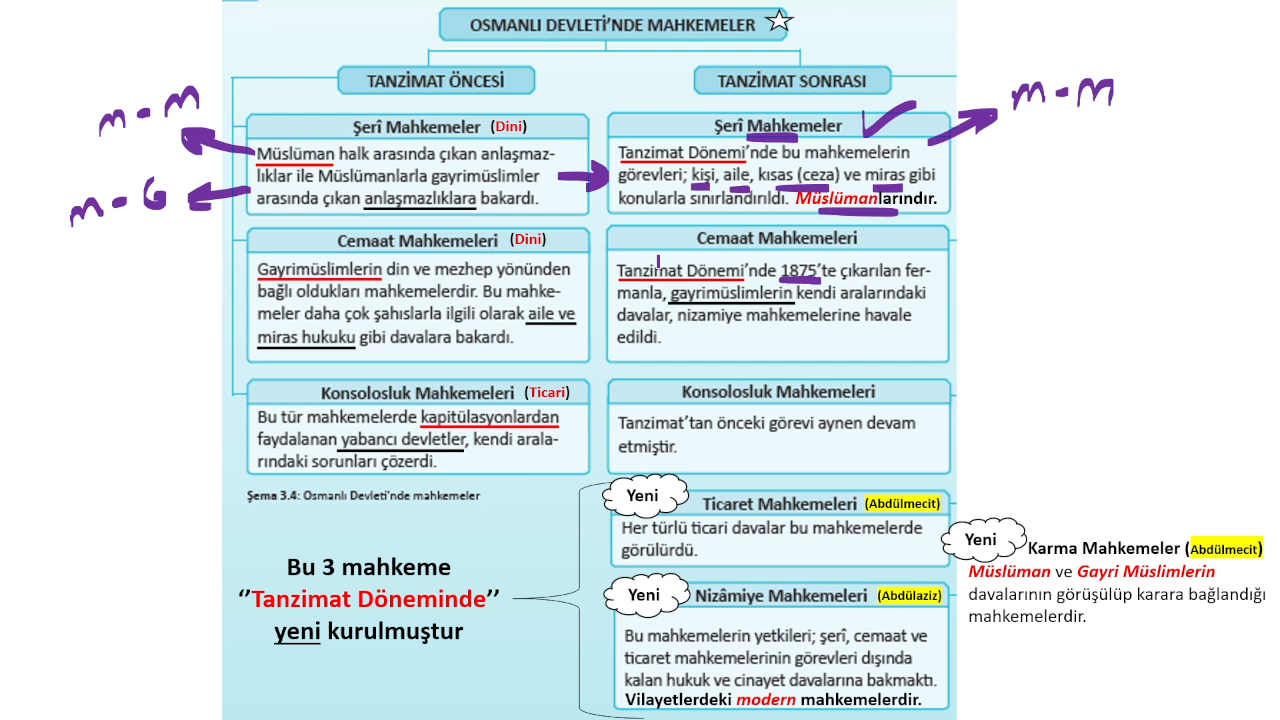 OSMANLI DEVLETİ'NDE MAHKEMELER
TANZİMAT ÖNCESİ
Şerî Mahkemeler (Dini)
Müslüman halk arasında çıkan anlaşmaz-
lıklar ile Müslümanlarla gayrimüslimler
arasında çıkan anlaşmazlıklara bakardı.
m - m
m - G
Cemaat Mahkemeleri (Dini)
Gayrimüslimlerin din ve mezhep yönünden
bağlı oldukları mahkemelerdir. Bu mahke-
meler daha çok şahıslarla ilgili olarak aile ve
miras hukuku gibi davalara bakardı.
Konsolosluk Mahkemeleri (Ticari)
Bu tür mahkemelerde kapitülasyonlardan
faydalanan yabancı devletler, kendi arala-
rındaki sorunları çözerdi.
Şema 3.4: Osmanlı Devleti'nde mahkemeler
TANZİMAT SONRASI
Şerî Mahkemeler
Tanzimat Dönemi'nde bu mahkemelerin
görevleri; kişi, aile, kısas (ceza) ve miras gibi
konularla sınırlandırıldı. Müslümanlarındır.
m - m
Cemaat Mahkemeleri
Tanzimat Dönemi'nde 1875'te çıkarılan fer-
manla, gayrimüslimlerin kendi aralarındaki
davalar, nizamiye mahkemelerine havale
edildi.
Konsolosluk Mahkemeleri
Tanzimat'tan önceki görevi aynen devam
etmiştir.
Yeni
Ticaret Mahkemeleri (Abdülmecit)
Her türlü ticari davalar bu mahkemelerde
görülürdü.
Yeni
Karma Mahkemeler (Abdülmecit)
Müslüman ve Gayri Müslimlerin
davalarının görüşülüp karara bağlandığı
mahkemelerdir.
Yeni
Nizâmiye Mahkemeleri (Abdülaziz)
Bu mahkemelerin yetkileri; şerî, cemaat ve
ticaret mahkemelerinin görevleri dışında
kalan hukuk ve cinayet davalarına bakmaktı.
Vilayetlerdeki modern mahkemelerdir.
Bu 3 mahkeme
''Tanzimat Döneminde''
yeni kurulmuştur